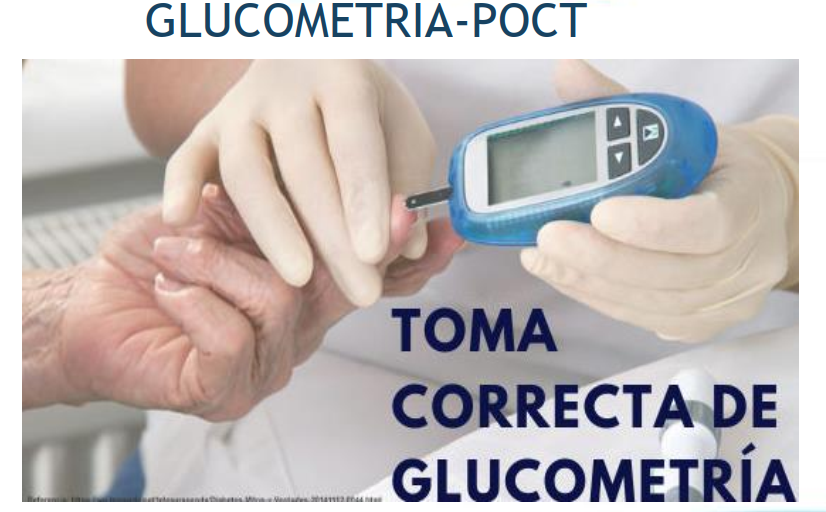 GLUCOMETRIA-POCT
TOMA
CORRECTA DE
GLUCOMETRÍA